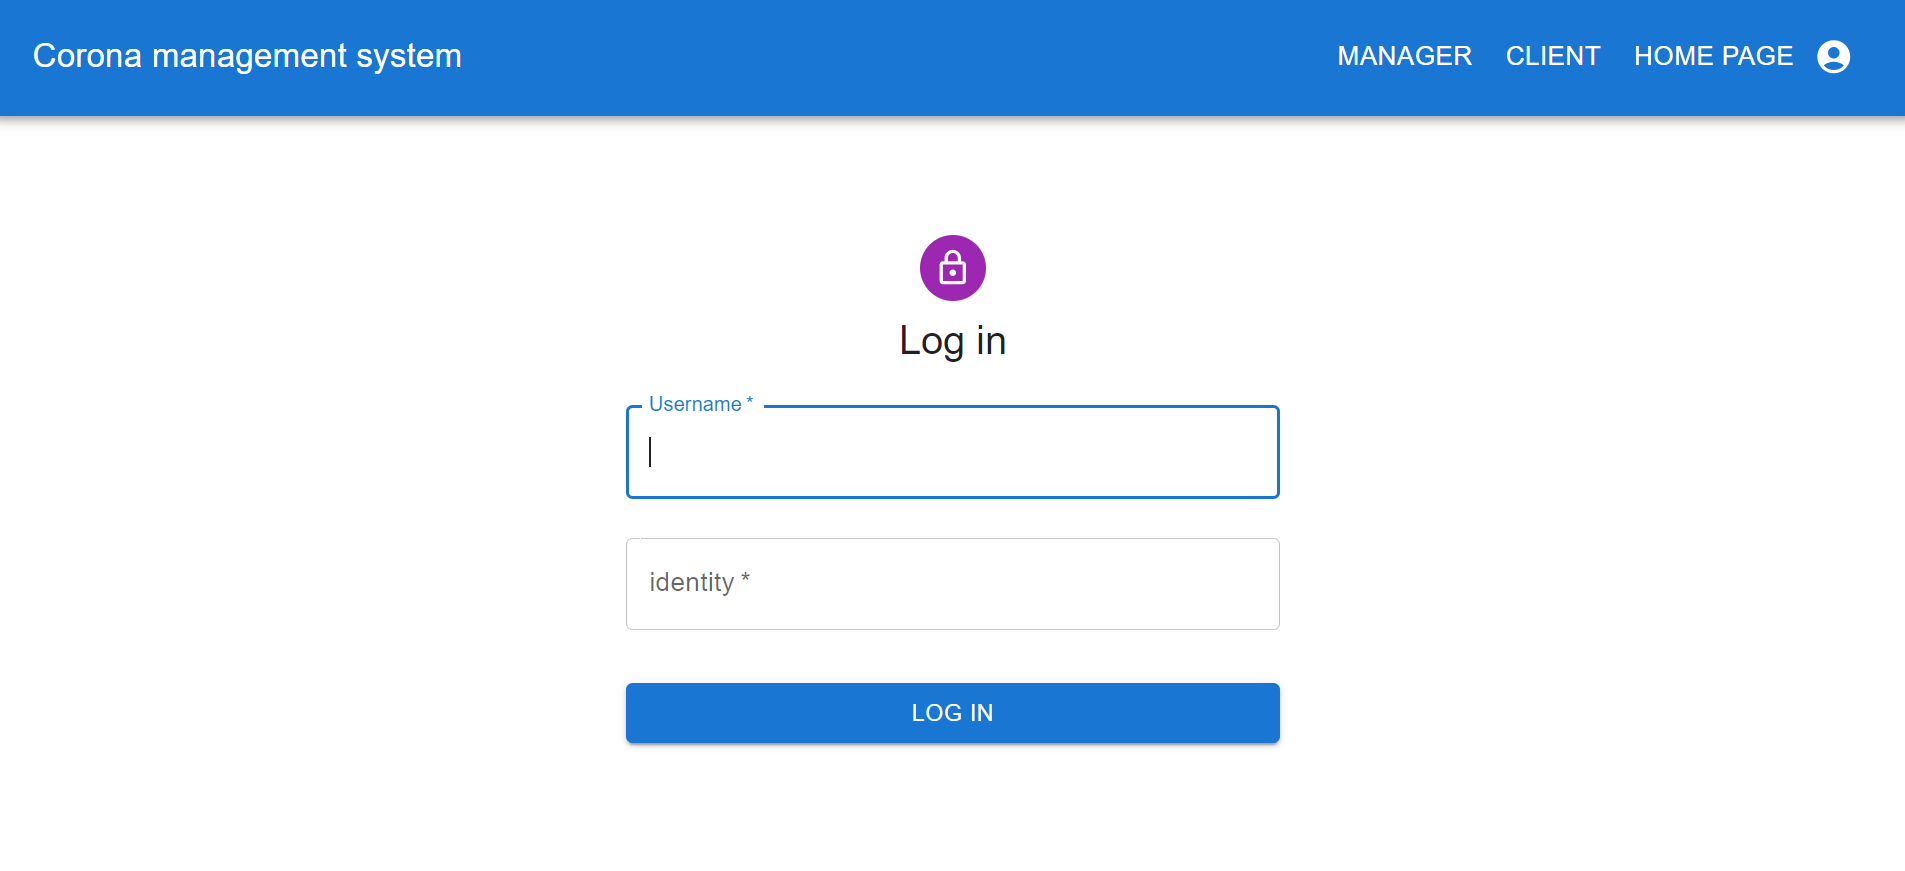 Corona management system
MANAGER CLIENT HOME PAGE
Log in
Username *
identity *
LOG IN